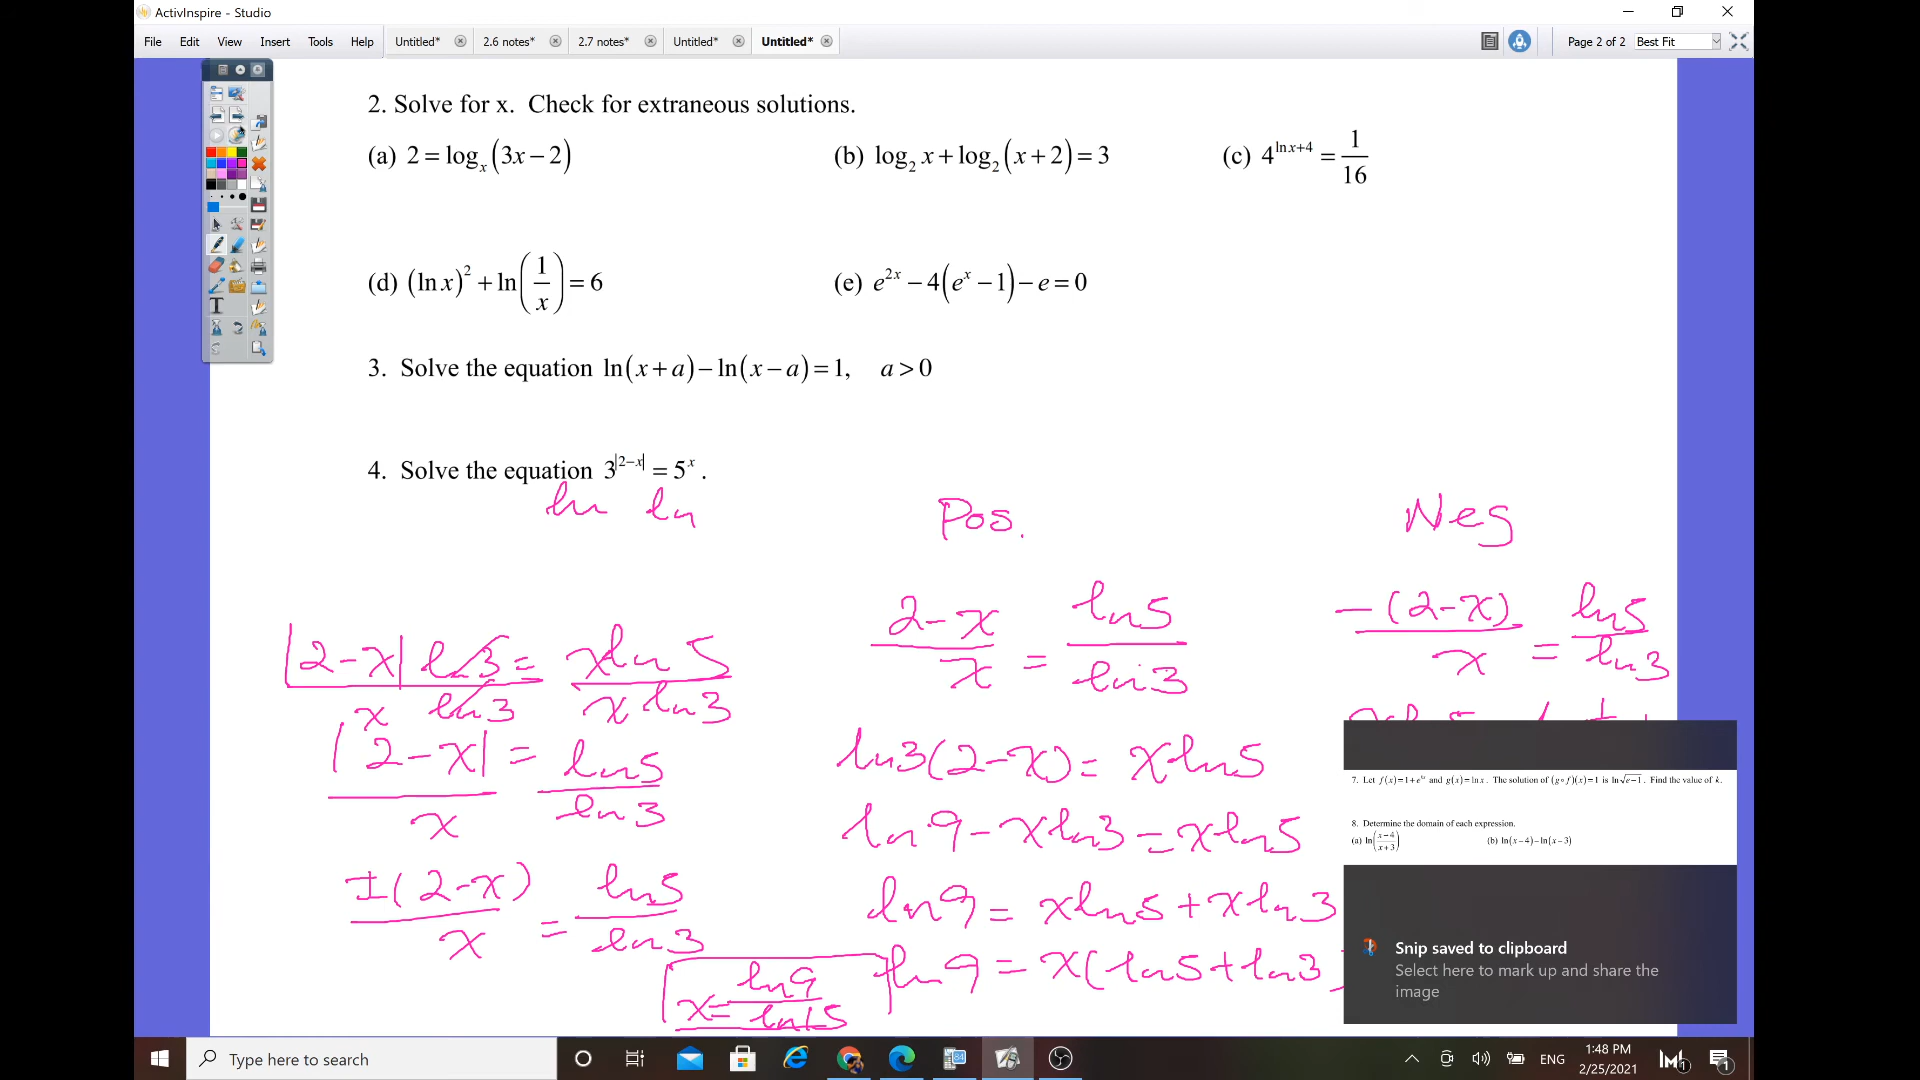 ActivInspire - Studio
File Edit View Insert Tools Help Untitled* 2.6 notes* 2.7 notes* Untitled* Untitled* Page 2 of 2 Best Fit
2. Solve for x. Check for extraneous solutions.
(a) 2 = logₓ(3x − 2) (b) log₂ x + log₂(x + 2) = 3 (c) 4^(ln x+4) = 1/16
(d) (ln x)² + ln(1/x) = 6 (e) e^(2x) − 4(e^x − 1) − e = 0
3. Solve the equation ln(x + a) − ln(x − a) = 1, a > 0
4. Solve the equation 3^|2−x| = 5^x .
ln ln Pos. Neg
|2-x| ln3 / x ln3 = x ln5 / x ln3
|2-x| / x = ln5 / ln3
±(2-x) / x = ln5 / ln3
2-x / x = ln5 / ln3
ln3(2-x) = x ln5
ln9 - x ln3 = x ln5
ln9 = x ln5 + x ln3
ln9 = x(ln5 + ln3
x = ln9 / ln15
-(2-x) / x = ln5 / ln3
7. Let f(x) = 1 + e^(kx) and g(x) = ln x. The solution of (g∘f)(x) = 1 is ln√(e−1). Find the value of k.
8. Determine the domain of each expression.
(a) ln((x−4)/(x+3)) (b) ln(x−4) − ln(x−3)
Snip saved to clipboard
Select here to mark up and share the
image
Type here to search
84
ENG
1:48 PM
2/25/2021
1
1